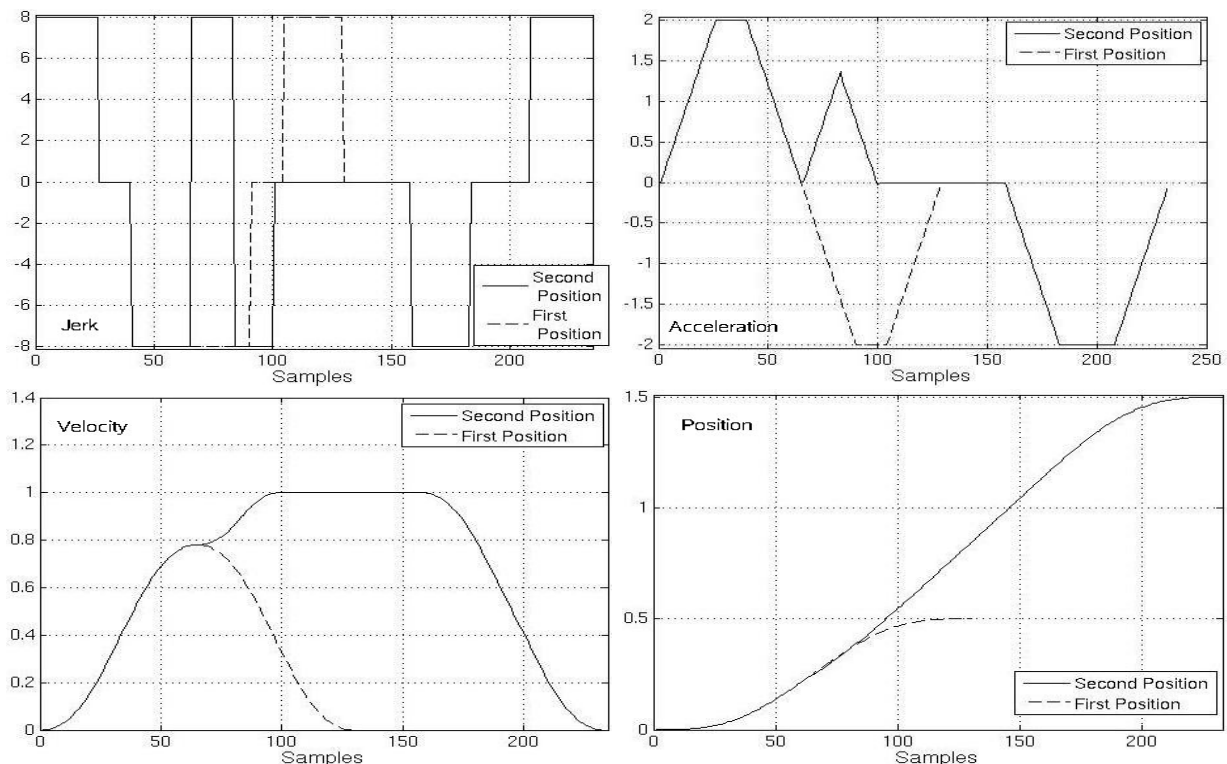 8
6
4
2
0
-2
-4
-6
-8
0 50 100 150 200
Samples
Jerk
Second
Position
First
Position
2
1.5
1
0.5
0
-0.5
-1
-1.5
-2
0 50 100 150 200 250
Samples
Acceleration
Second Position
First Position
1.4
1.2
1
0.8
0.6
0.4
0.2
0
0 50 100 150 200
Samples
Velocity
Second Position
First Position
1.5
1
0.5
0
0 50 100 150 200
Samples
Position
Second Position
First Position